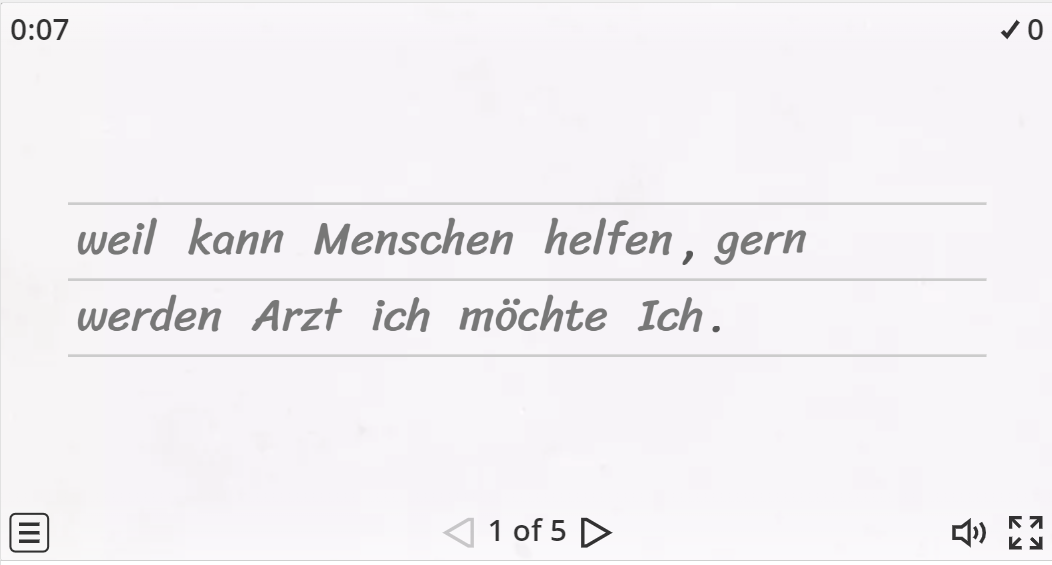 0:07
✓ 0
weil kann Menschen helfen , gern
werden Arzt ich möchte Ich .
1 of 5